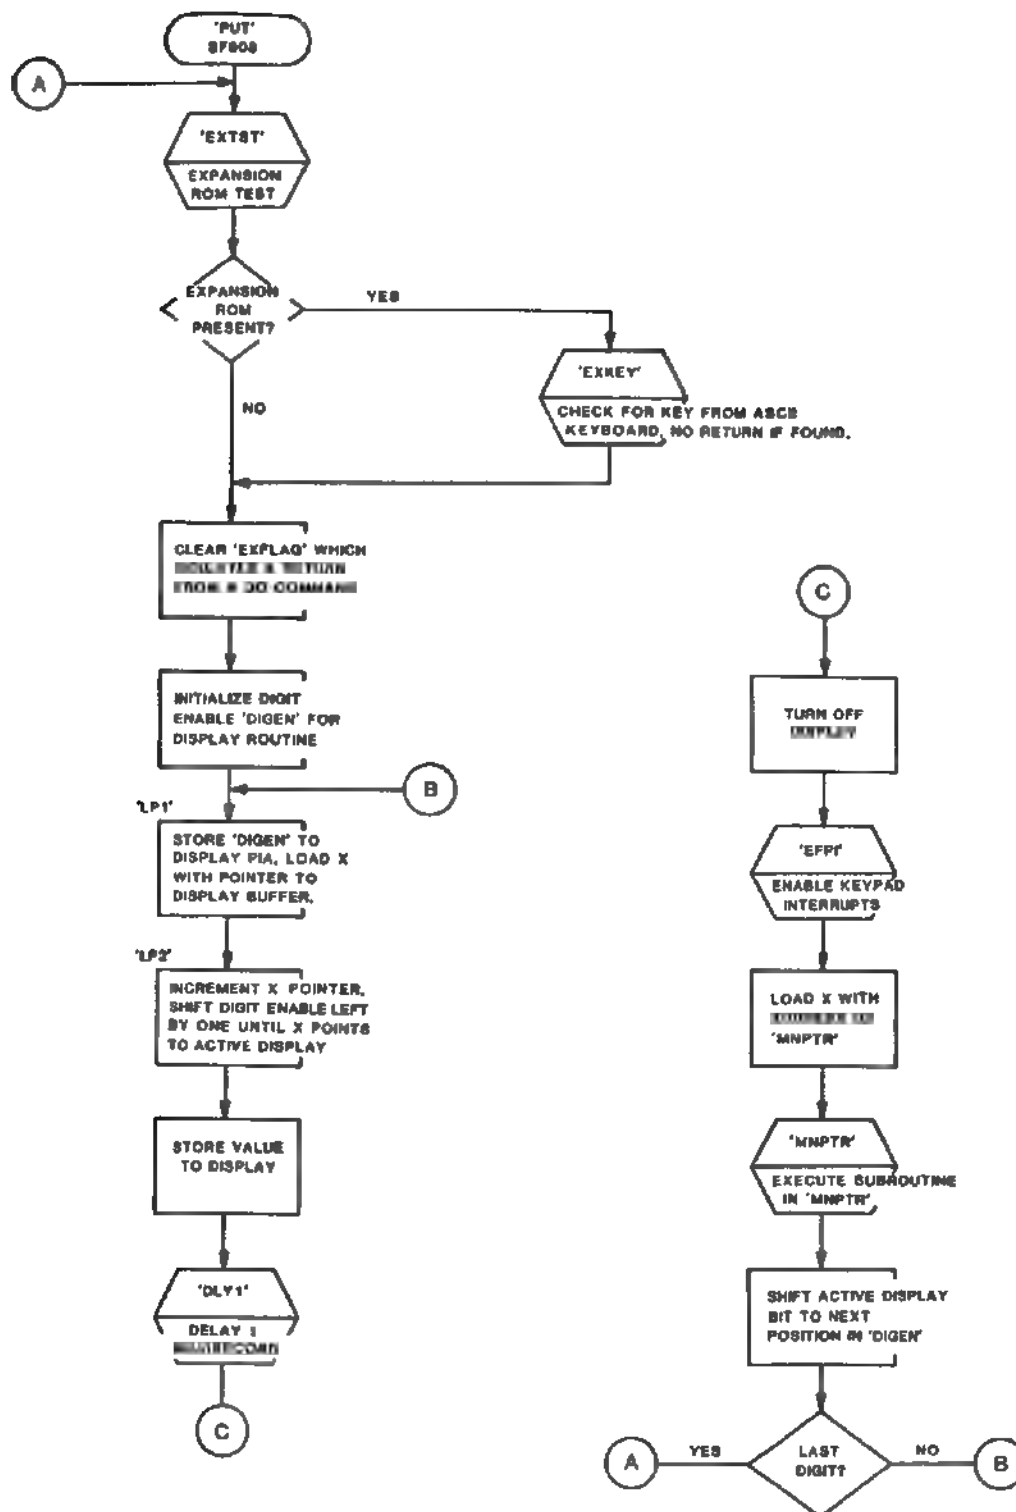 'PUT'
A
'EXTST'
EXPANSION
ROM TEST
EXPANSION
ROM
PRESENT?
YES
NO
'EXKEY'
CHECK FOR KEY FROM ASCE
KEYBOARD, NO RETURN IF FOUND.
CLEAR 'EXFLAG' WHICH
FROM A DO COMMAND
INITIALIZE DIGIT
ENABLE 'DIGEN' FOR
DISPLAY ROUTINE
B
'LP1'
STORE 'DIGEN' TO
DISPLAY PIA, LOAD X
WITH POINTER TO
DISPLAY BUFFER.
'LP2'
INCREMENT X POINTER,
SHIFT DIGIT ENABLE LEFT
BY ONE UNTIL X POINTS
TO ACTIVE DISPLAY
STORE VALUE
TO DISPLAY
'DLY1'
DELAY 1
C
C
TURN OFF
'EFPI'
ENABLE KEYPAD
INTERRUPTS
LOAD X WITH
'MNPTR'
'MNPTR'
EXECUTE SUBROUTINE
IN 'MNPTR'
SHIFT ACTIVE DISPLAY
BIT TO NEXT
POSITION IN 'DIGEN'
A
YES
LAST
DIGIT?
NO
B